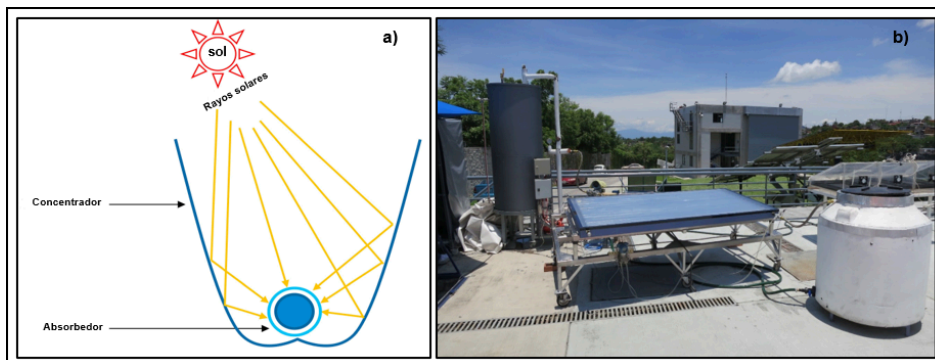 a)
sol
Rayos solares
Concentrador
Absorbedor
b)